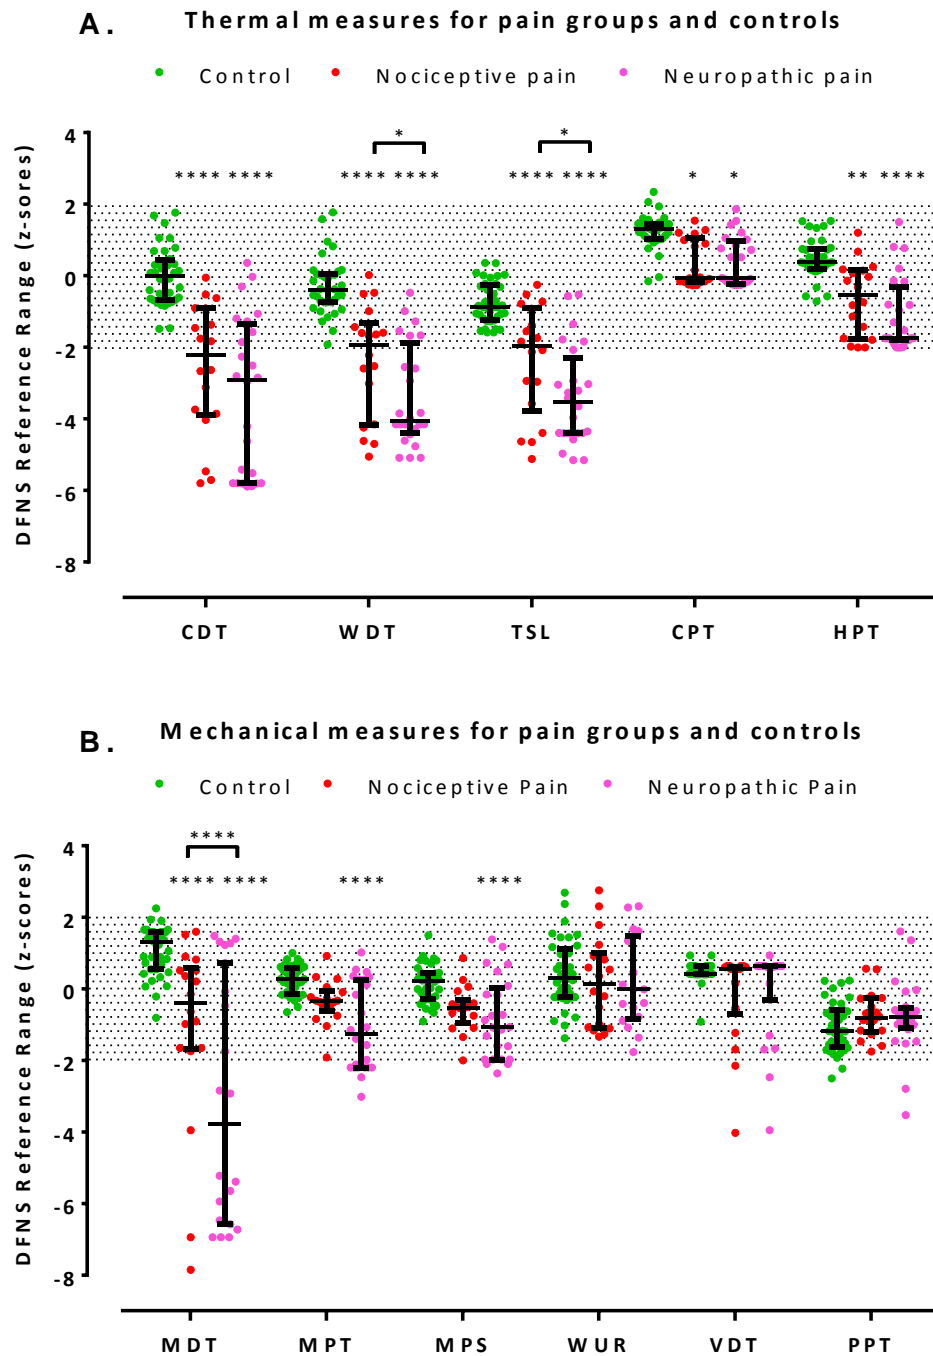 A. Thermal measures for pain groups and controls
Control Nociceptive pain Neuropathic pain
DFNS Reference Range (z-sores)
4
* *
**** **** **** **** **** **** * * ** ****
2
0
-2
-4
-6
-8
CDT WDT TSL CPT HPT
B. Mechanical measures for pain groups and controls
Control Nociceptive Pain Neuropathic Pain
DFNS Reference Range (z-scores)
****
4
**** **** **** ****
2
0
-2
-4
-6
-8
MDT MPT MPS WUR VDT PPT